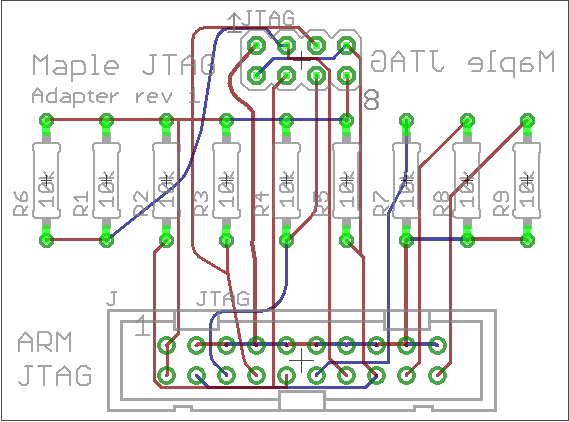 JTAG
Maple JTAG
Maple JTAG
Adapter rev 1
8
R6 10k
R1 10k
R2 10k
R3 10k
R4 10k
R5 10k
R7 10k
R8 10k
R9 10k
J
JTAG
1
ARM
JTAG